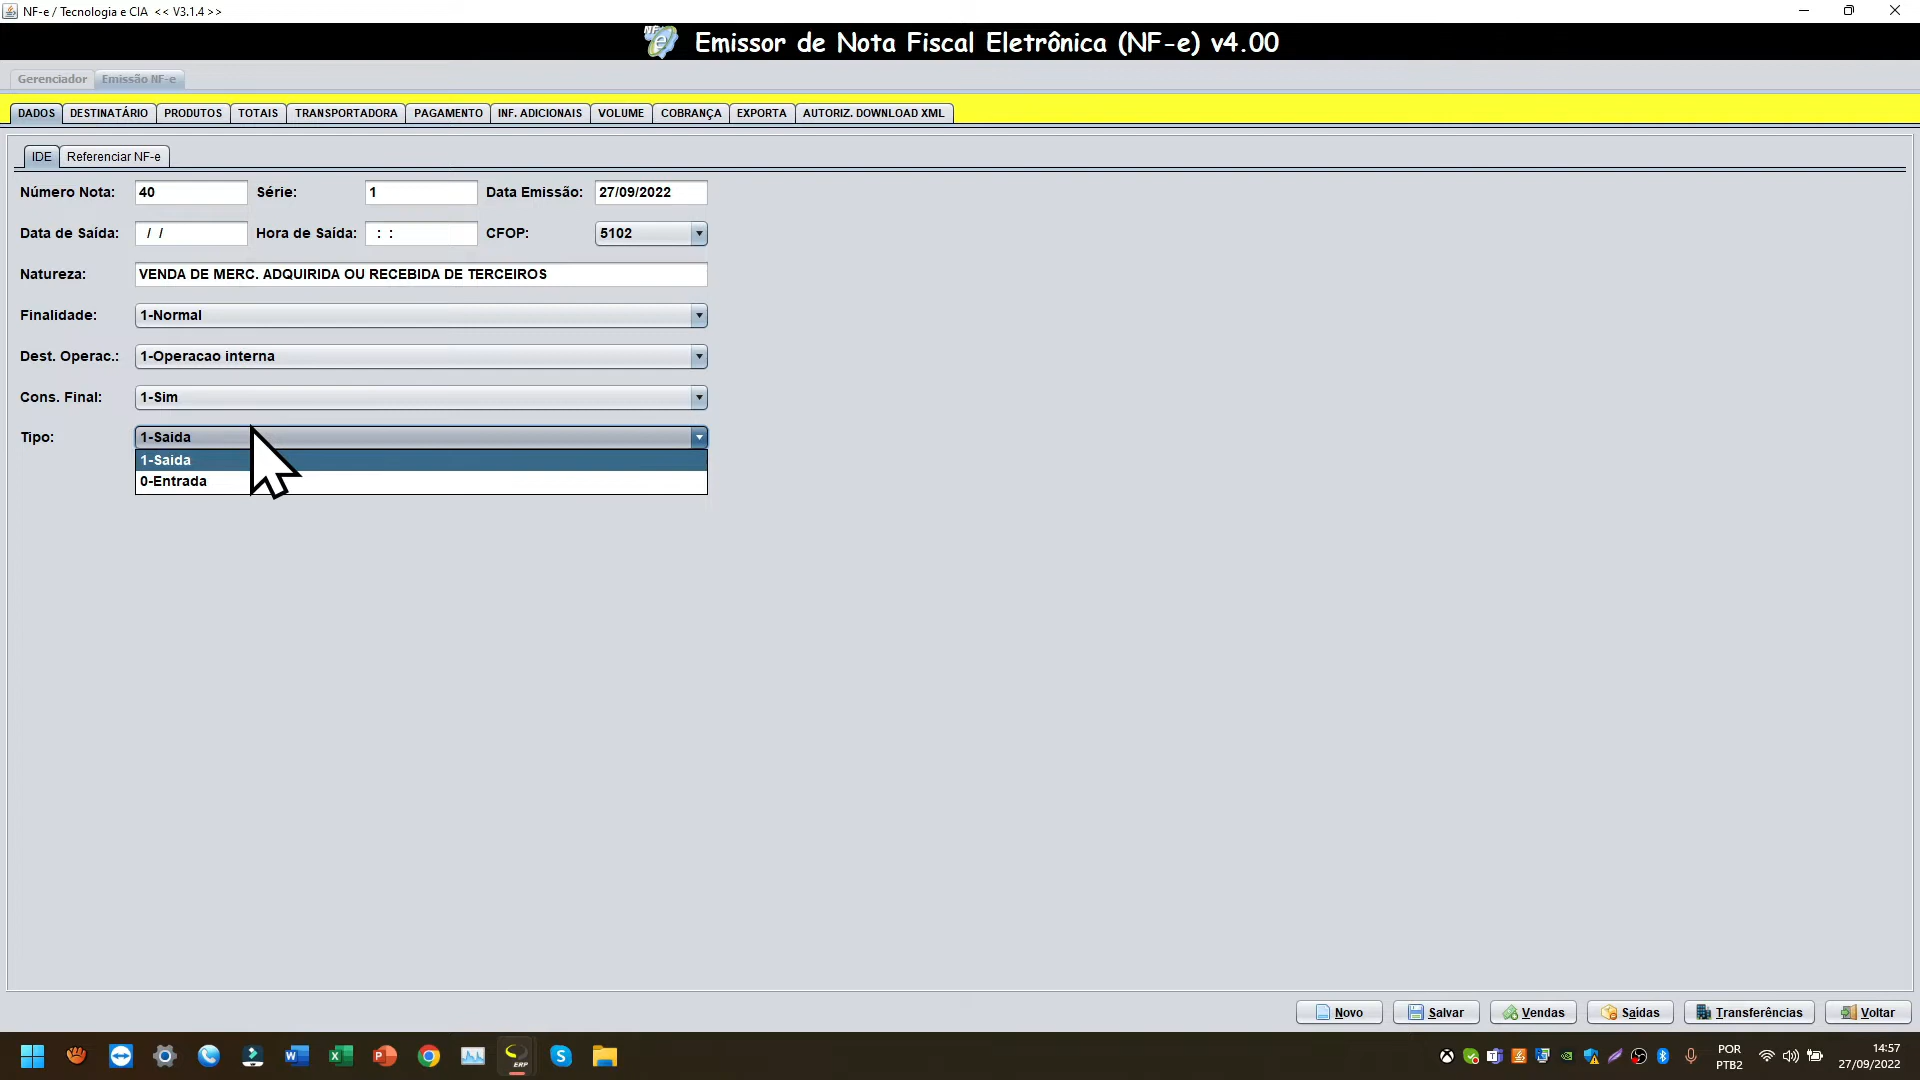 NF-e / Tecnologia e CIA << V3.1.4 >>
NF-e
Emissor de Nota Fiscal Eletrônica (NF-e) v4.00
Gerenciador Emissão NF-e
DADOS DESTINATÁRIO PRODUTOS TOTAIS TRANSPORTADORA PAGAMENTO INF. ADICIONAIS VOLUME COBRANÇA EXPORTA AUTORIZ. DOWNLOAD XML
IDE Referenciar NF-e
Número Nota: 40 Série: 1 Data Emissão: 27/09/2022
Data de Saída: / / Hora de Saída: : : CFOP: 5102
Natureza: VENDA DE MERC. ADQUIRIDA OU RECEBIDA DE TERCEIROS
Finalidade: 1-Normal
Dest. Operac.: 1-Operacao interna
Cons. Final: 1-Sim
Tipo: 1-Saida
1-Saida
0-Entrada
Novo Salvar Vendas Saídas Transferências Voltar
ERP
POR 14:57
PTB2 27/09/2022